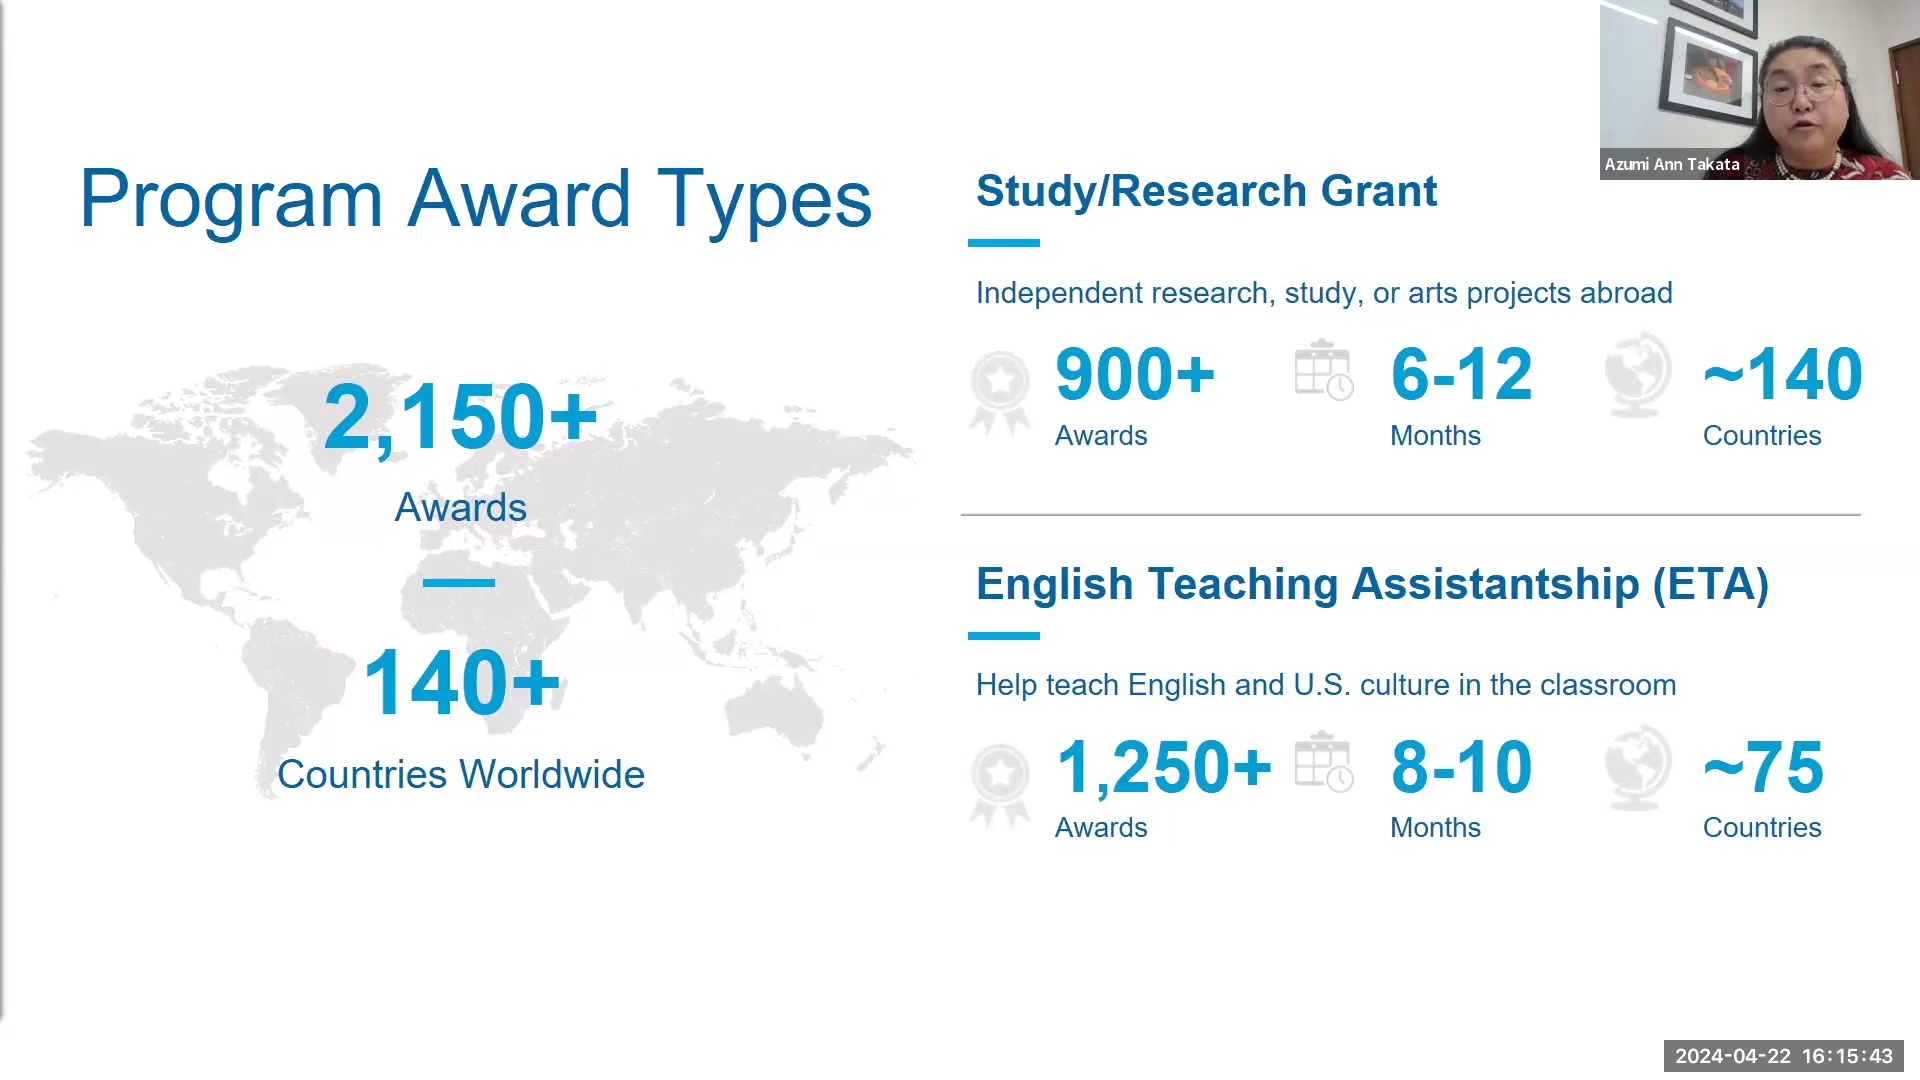 Program Award Types
2,150+
Awards
140+
Countries Worldwide
Study/Research Grant
Independent research, study, or arts projects abroad
900+
Awards
6-12
Months
~140
Countries
English Teaching Assistantship (ETA)
Help teach English and U.S. culture in the classroom
1,250+
Awards
8-10
Months
~75
Countries
Azumi Ann Takata
2024-04-22 16:15:43